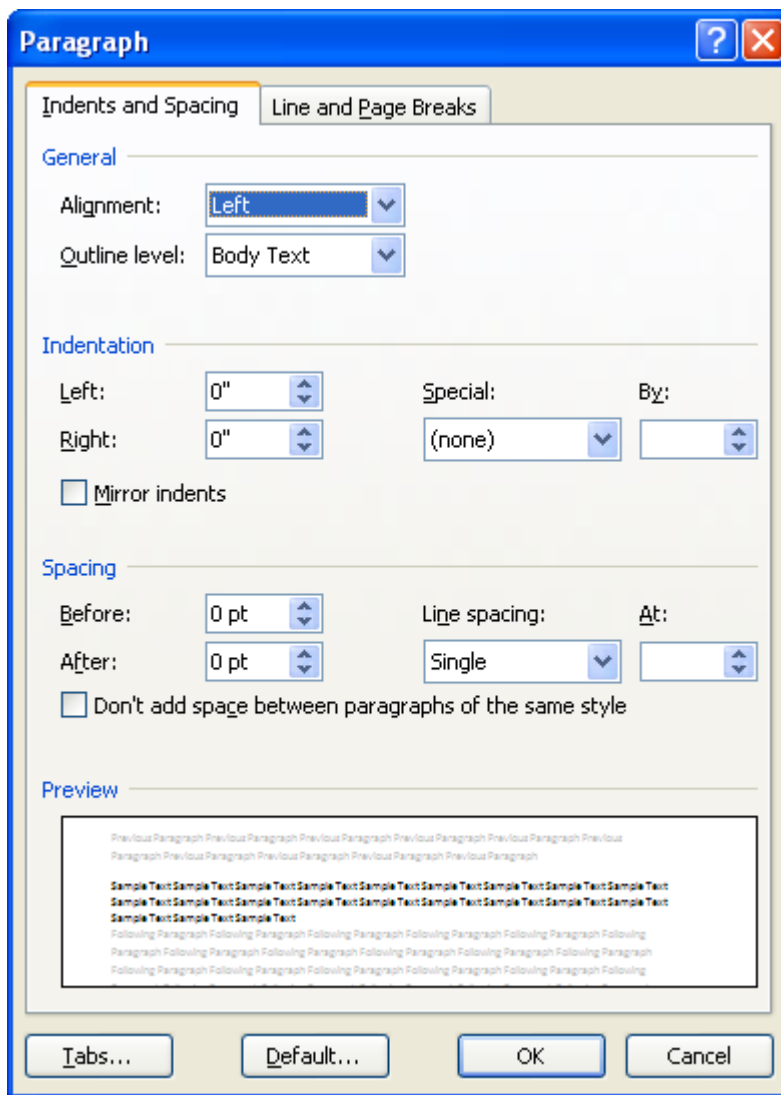 Paragraph
Indents and Spacing Line and Page Breaks
General
Alignment: Left
Outline level: Body Text
Indentation
Left: 0" Special: By:
Right: 0" (none)
Mirror indents
Spacing
Before: 0 pt Line spacing: At:
After: 0 pt Single
Don't add space between paragraphs of the same style
Preview
Previous Paragraph Previous Paragraph Previous Paragraph Previous Paragraph Previous Paragraph Previous
Paragraph Previous Paragraph Previous Paragraph Previous Paragraph Previous Paragraph
Sample Text Sample Text Sample Text Sample Text Sample Text Sample Text Sample Text Sample Text Sample Text
Sample Text Sample Text Sample Text Sample Text Sample Text Sample Text Sample Text Sample Text Sample Text
Sample Text Sample Text Sample Text
Following Paragraph Following Paragraph Following Paragraph Following Paragraph Following Paragraph Following
Paragraph Following Paragraph Following Paragraph Following Paragraph Following Paragraph Following Paragraph
Following Paragraph Following Paragraph Following Paragraph Following Paragraph Following Paragraph Following
Tabs... Default... OK Cancel